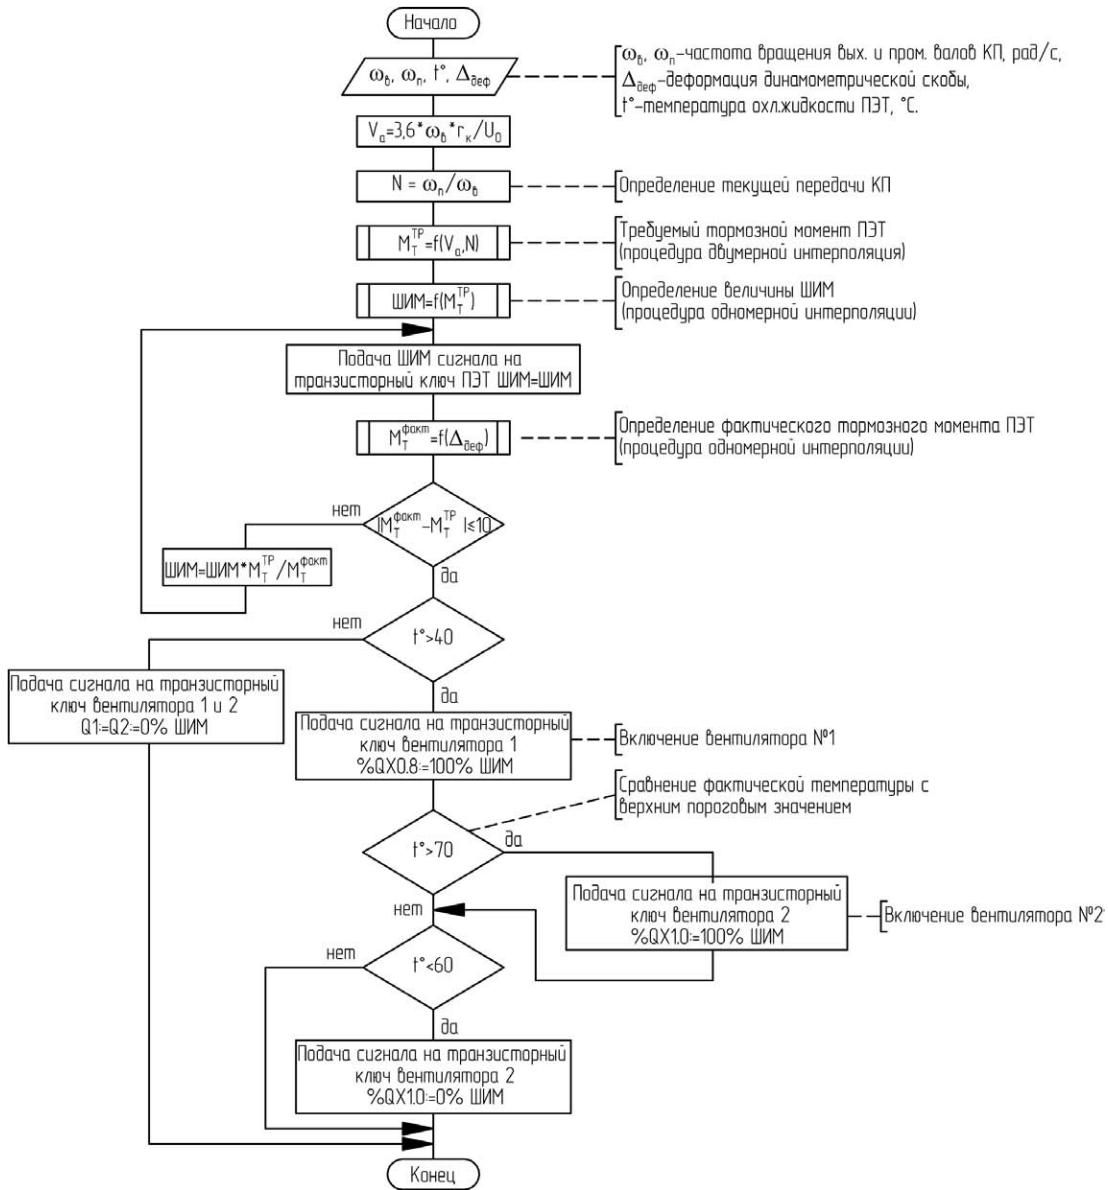 Начало
ω_в, ω_п, t°, Δ_деф
ω_в, ω_п-частота вращения вых. и пром. валов КП, рад/с,
Δ_деф-деформация динамометрической скобы,
t°-температура охл.жидкости ПЭТ, °С.
V_a=3,6*ω_в*r_к/U_0
N = ω_п/ω_в
Определение текущей передачи КП
M_T^ТР=f(V_a,N)
Требуемый тормозной момент ПЭТ
(процедура двумерной интерполяция)
ШИМ=f(M_T^ТР)
Определение величины ШИМ
(процедура одномерной интерполяции)
Подача ШИМ сигнала на
транзисторный ключ ПЭТ ШИМ=ШИМ
M_T^факт=f(Δ_деф)
Определение фактического тормозного момента ПЭТ
(процедура одномерной интерполяции)
нет
|M_T^факт-M_T^ТР|≤10
ШИМ=ШИМ*M_T^ТР/M_T^факт
да
нет
t°>40
Подача сигнала на транзисторный
ключ вентилятора 1 и 2
Q1:=Q2:=0% ШИМ
да
Подача сигнала на транзисторный
ключ вентилятора 1
%QX0.8:=100% ШИМ
Включение вентилятора №1
Сравнение фактической температуры с
верхним пороговым значением
t°>70
да
Подача сигнала на транзисторный
ключ вентилятора 2
%QX1.0:=100% ШИМ
Включение вентилятора №2
нет
нет
t°<60
да
Подача сигнала на транзисторный
ключ вентилятора 2
%QX1.0:=0% ШИМ
Конец